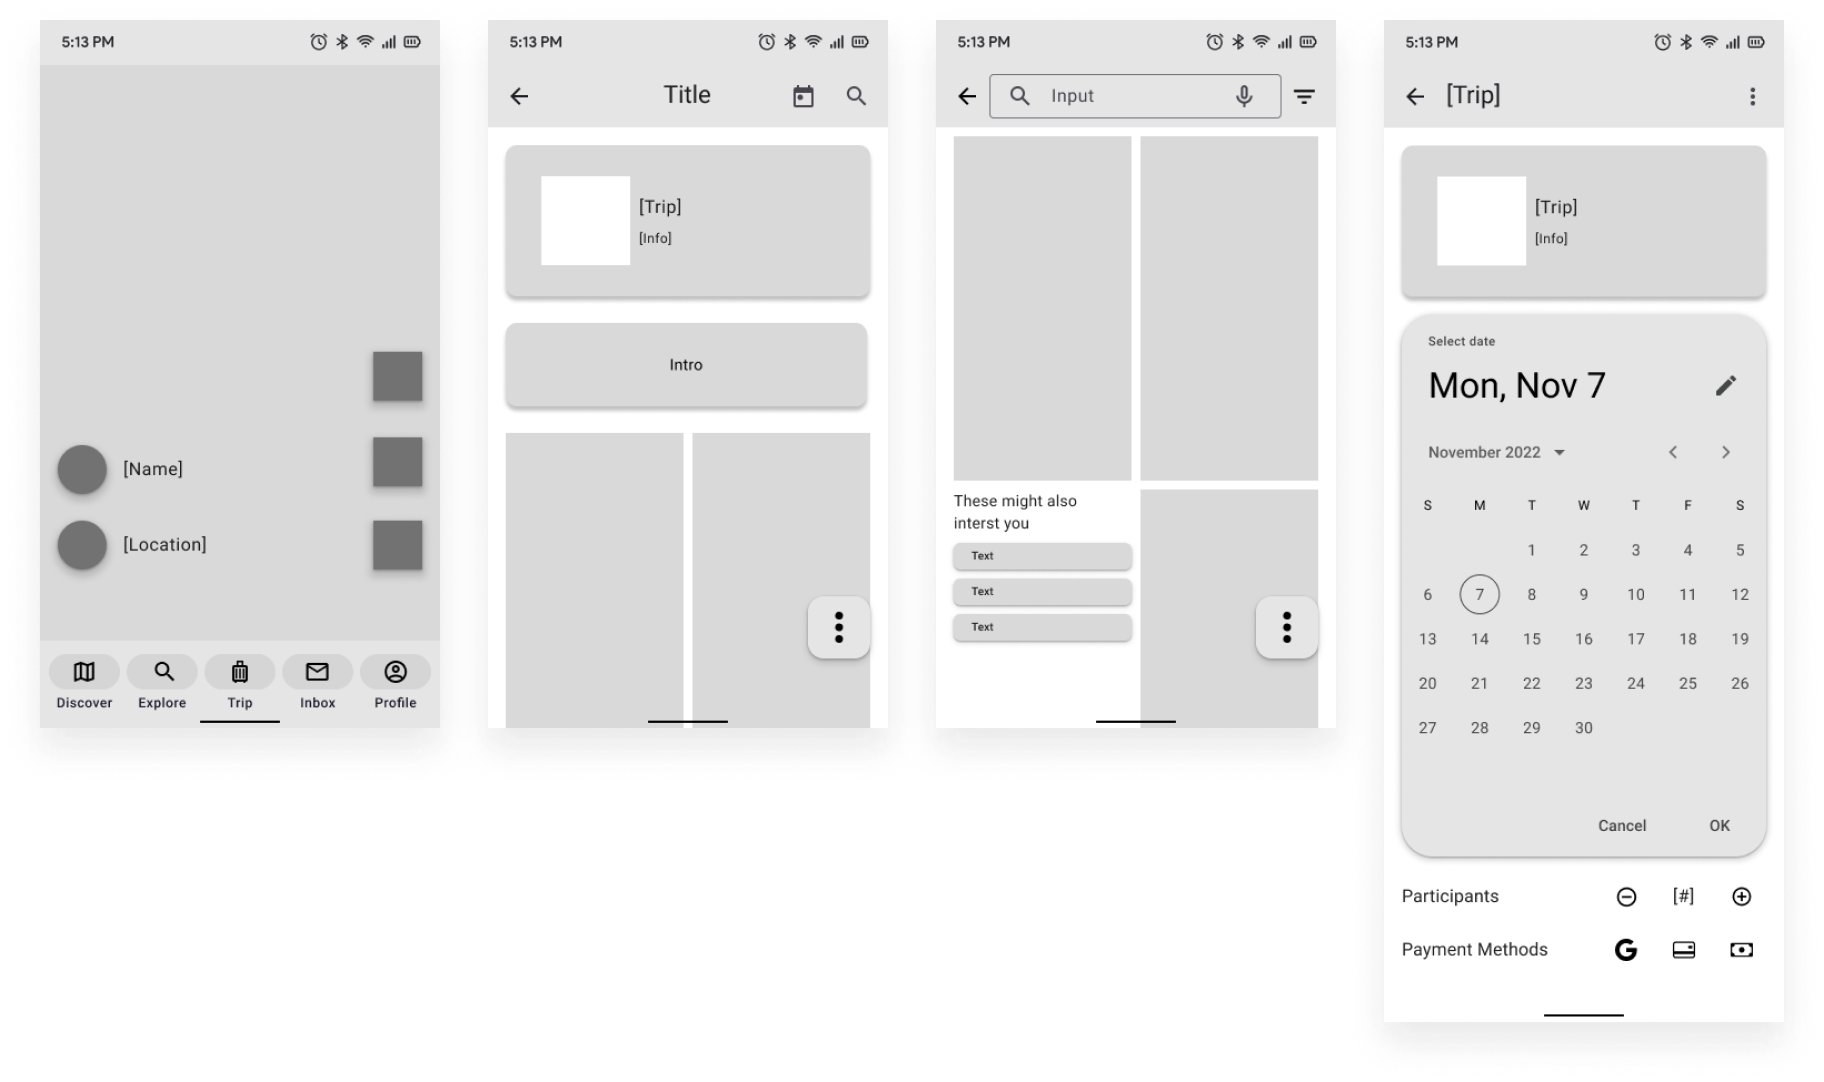 5:13 PM
[Name]
[Location]
Discover Explore Trip Inbox Profile
5:13 PM
Title
[Trip]
[Info]
Intro
5:13 PM
Input
These might also
interst you
Text
Text
Text
5:13 PM
[Trip]
[Trip]
[Info]
Select date
Mon, Nov 7
November 2022
S M T W T F S
1 2 3 4 5
6 7 8 9 10 11 12
13 14 15 16 17 18 19
20 21 22 23 24 25 26
27 28 29 30
Cancel OK
Participants [#]
Payment Methods G